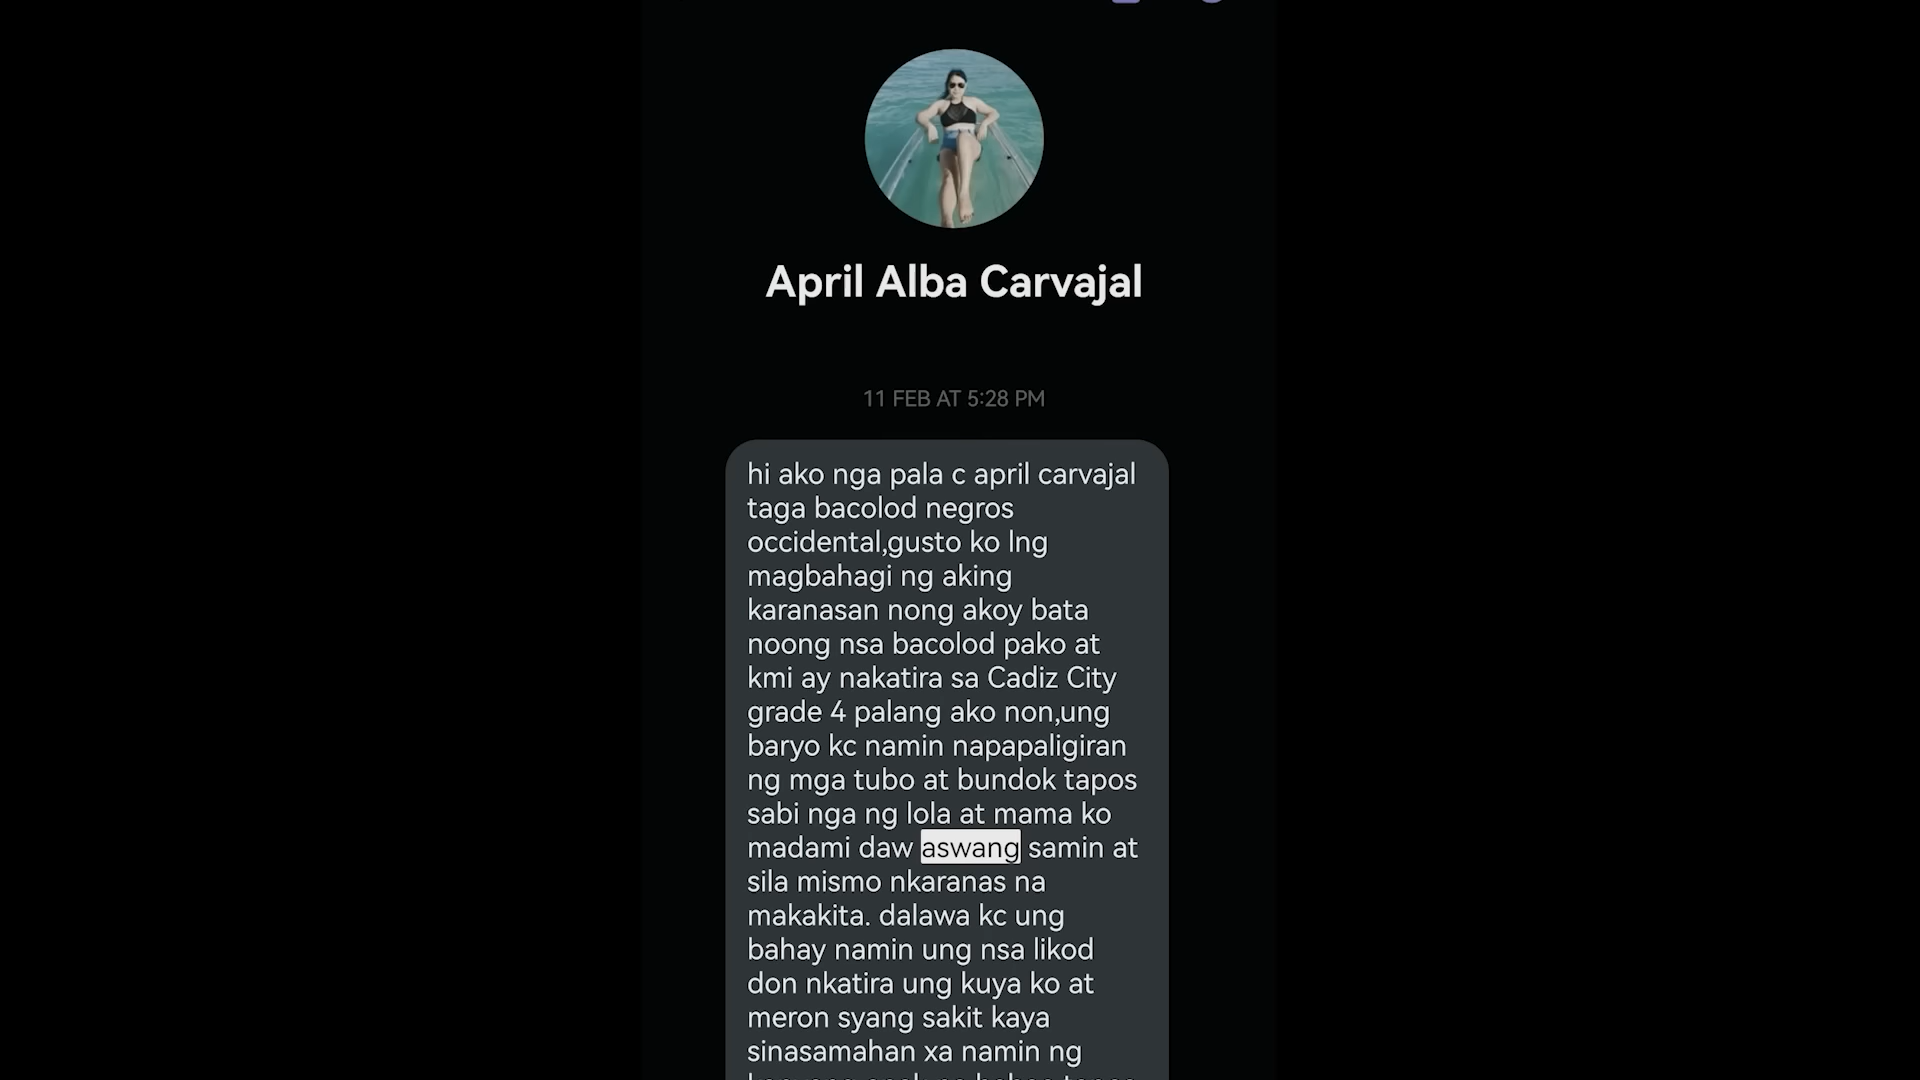 April Alba Carvajal
11 FEB AT 5:28 PM
hi ako nga pala c april carvajal
taga bacolod negros
occidental,gusto ko lng
magbahagi ng aking
karanasan nong akoy bata
noong nsa bacolod pako at
kmi ay nakatira sa Cadiz City
grade 4 palang ako non,ung
baryo kc namin napapaligiran
ng mga tubo at bundok tapos
sabi nga ng lola at mama ko
madami daw aswang samin at
sila mismo nkaranas na
makakita. dalawa kc ung
bahay namin ung nsa likod
don nkatira ung kuya ko at
meron syang sakit kaya
sinasamahan xa namin ng